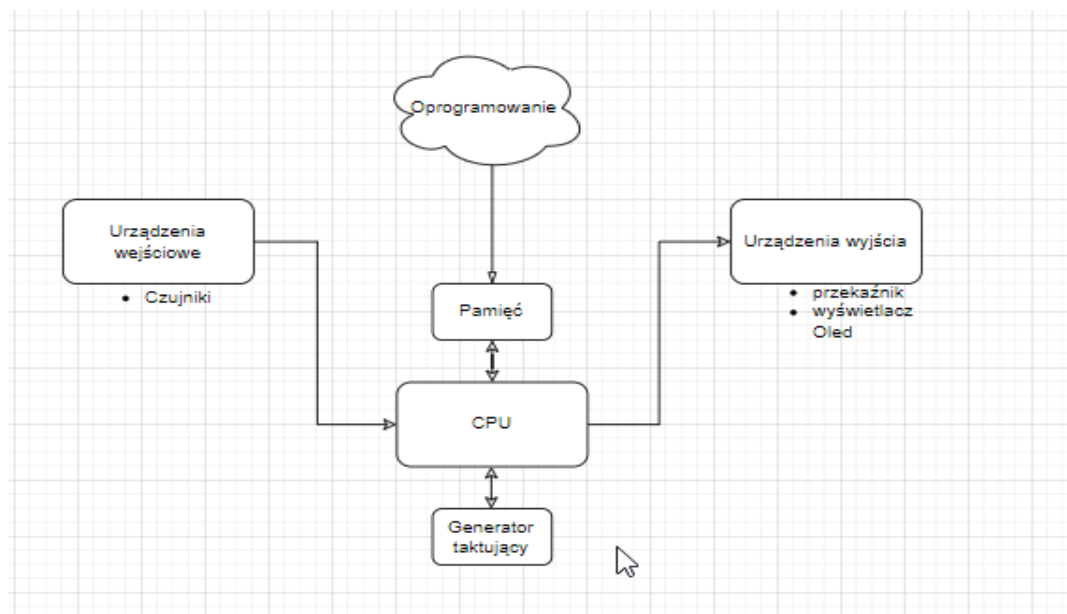 Oprogramowanie
Urządzenia
wejściowe
• Czujniki
Urządzenia wyjścia
• przekaźnik
• wyświetlacz
Oled
Pamięć
CPU
Generator
taktujący